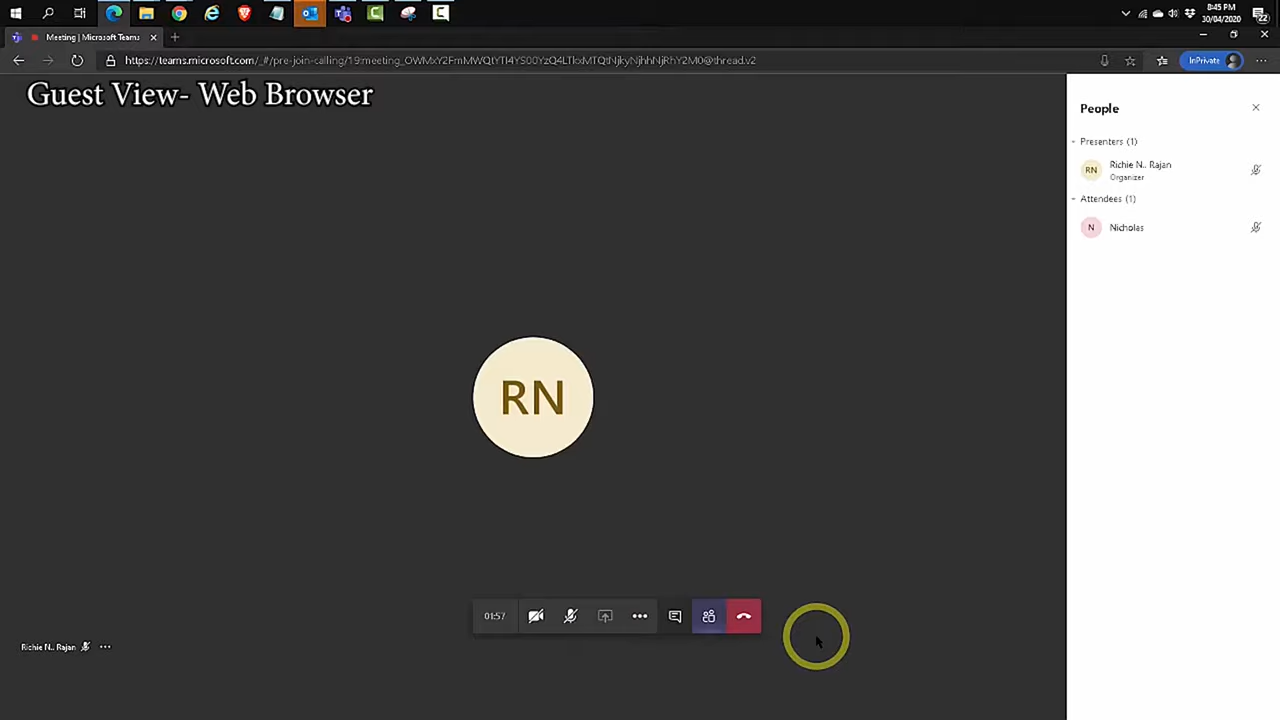 8:45 PM
30/04/2020
22
Meeting | Microsoft Teams
InPrivate
Guest View- Web Browser
People
Presenters (1)
RN
Richie N.. Rajan
Organizer
Attendees (1)
N
Nicholas
RN
01:57
Richie N.. Rajan